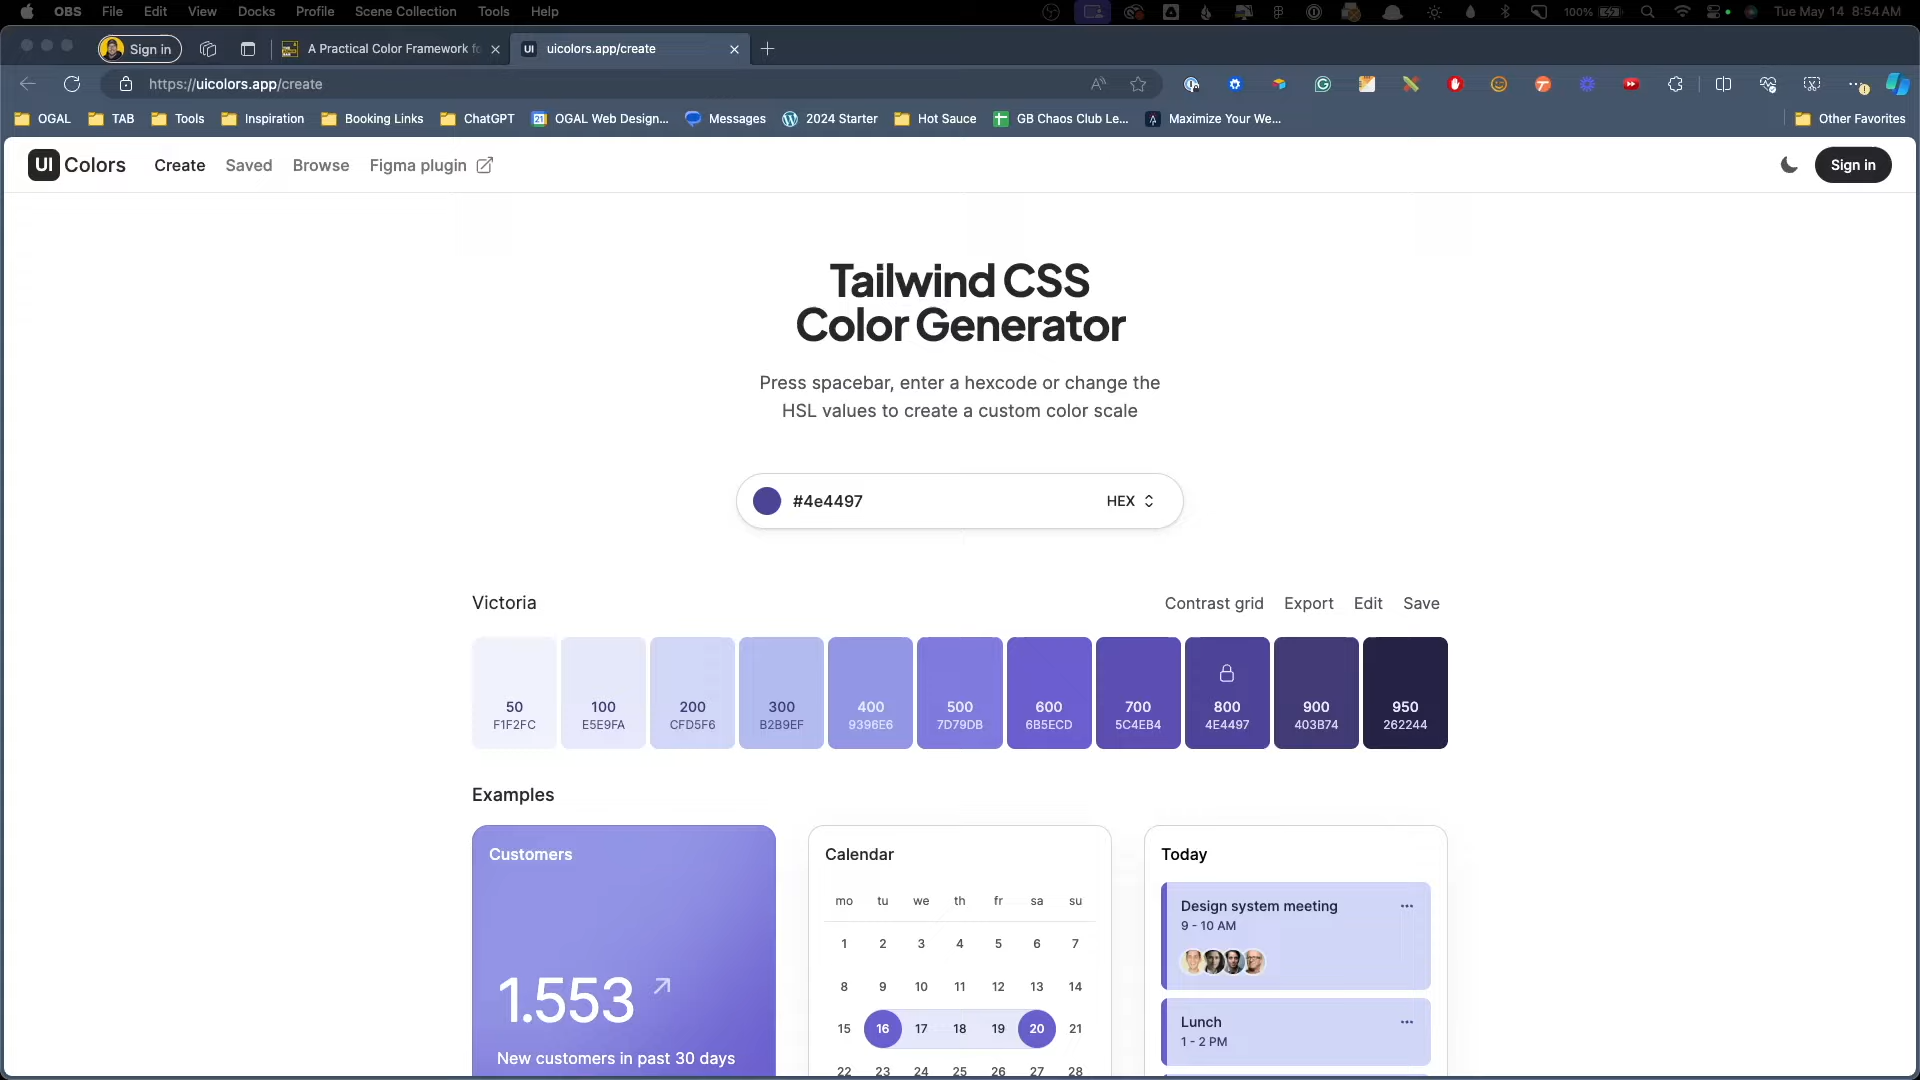 OBS File Edit View Docks Profile Scene Collection Tools Help 100% Tue May 14 8:54 AM
Sign in A Practical Color Framework fo UI uicolors.app/create
https://uicolors.app/create
OGAL TAB Tools Inspiration Booking Links ChatGPT OGAL Web Design... Messages 2024 Starter Hot Sauce GB Chaos Club Le... Maximize Your We... Other Favorites
UI Colors Create Saved Browse Figma plugin Sign in
Tailwind CSS
Color Generator
Press spacebar, enter a hexcode or change the
HSL values to create a custom color scale
#4e4497 HEX
Victoria Contrast grid Export Edit Save
50 100 200 300 400 500 600 700 800 900 950
F1F2FC E5E9FA CFD5F6 B2B9EF 9396E6 7D79DB 6B5ECD 5C4EB4 4E4497 403B74 262244
Examples
Customers
1.553
New customers in past 30 days
Calendar
mo tu we th fr sa su
1 2 3 4 5 6 7
8 9 10 11 12 13 14
15 16 17 18 19 20 21
22 23 24 25 26 27 28
Today
Design system meeting
9 - 10 AM
Lunch
1 - 2 PM